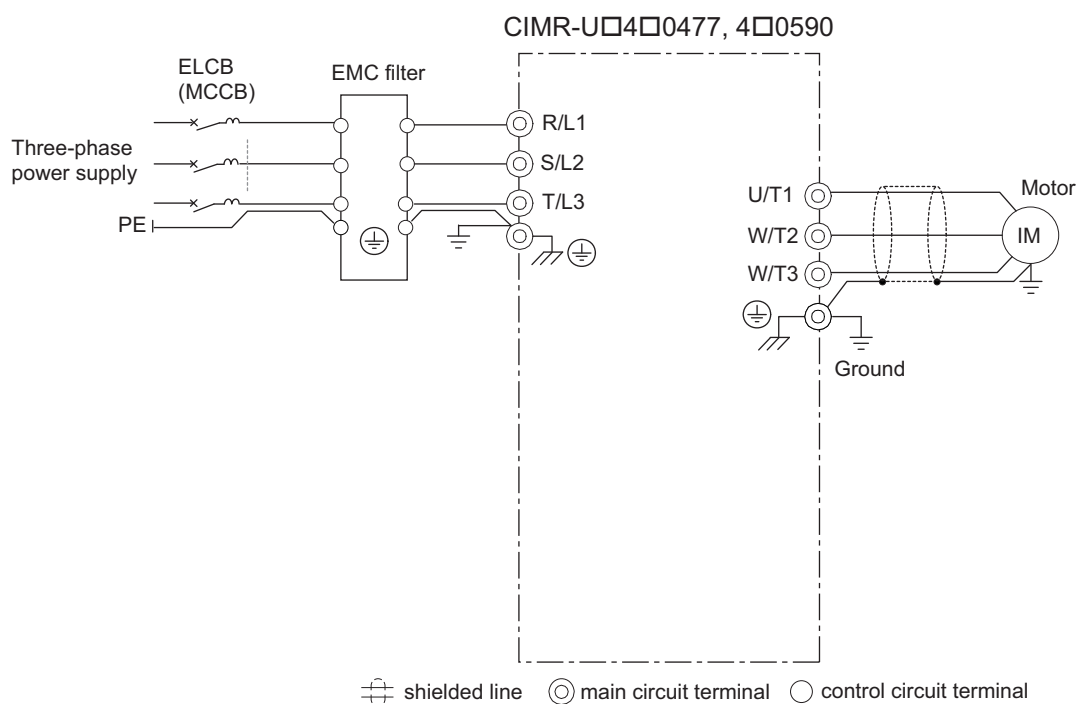 CIMR-U□4□0477, 4□0590
ELCB
(MCCB)
EMC filter
Three-phase
power supply
PE
R/L1
S/L2
T/L3
U/T1
W/T2
W/T3
Motor
IM
Ground
shielded line
main circuit terminal
control circuit terminal